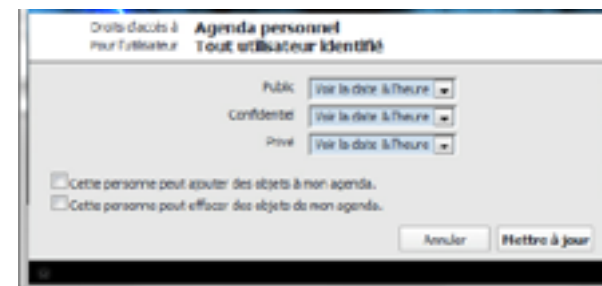 Droits d'accès à Agenda personnel
Pour l'utilisateur Tout utilisateur identifié
Public Voir la date & l'heure
Confidentiel Voir la date & l'heure
Privé Voir la date & l'heure
Cette personne peut ajouter des objets à mon agenda.
Cette personne peut effacer des objets de mon agenda.
Annuler Mettre à jour